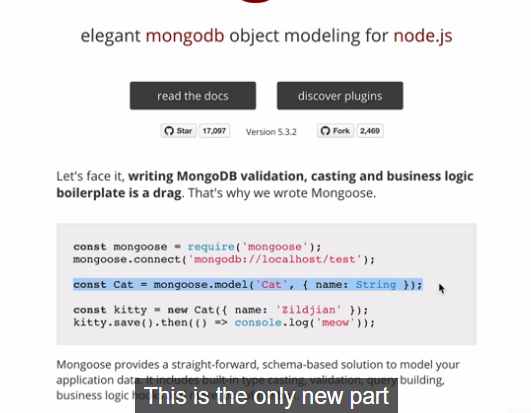 elegant mongodb object modeling for node.js
read the docs
discover plugins
Star 17,097
Version 5.3.2
Fork 2,469
Let's face it, writing MongoDB validation, casting and business logic
boilerplate is a drag. That's why we wrote Mongoose.
const mongoose = require('mongoose');
mongoose.connect('mongodb://localhost/test');
const Cat = mongoose.model('Cat', { name: String });
const kitty = new Cat({ name: 'Zildjian' });
kitty.save().then(() => console.log('meow'));
Mongoose provides a straight-forward, schema-based solution to model your
application data. It includes built-in type casting, validation, query building,
business logic
This is the only new part